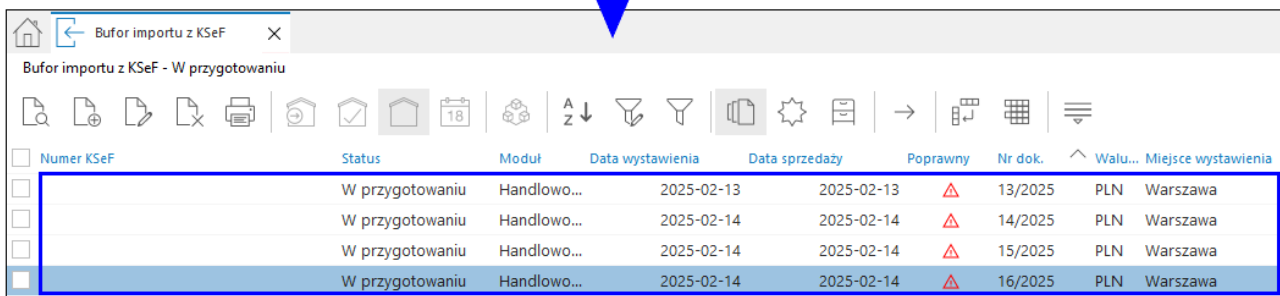 Bufor importu z KSeF
Bufor importu z KSeF - W przygotowaniu
18 A Z
Numer KSeF Status Moduł Data wystawienia Data sprzedaży Poprawny Nr dok. Walu... Miejsce wystawienia
W przygotowaniu Handlowo... 2025-02-13 2025-02-13 13/2025 PLN Warszawa
W przygotowaniu Handlowo... 2025-02-14 2025-02-14 14/2025 PLN Warszawa
W przygotowaniu Handlowo... 2025-02-14 2025-02-14 15/2025 PLN Warszawa
W przygotowaniu Handlowo... 2025-02-14 2025-02-14 16/2025 PLN Warszawa